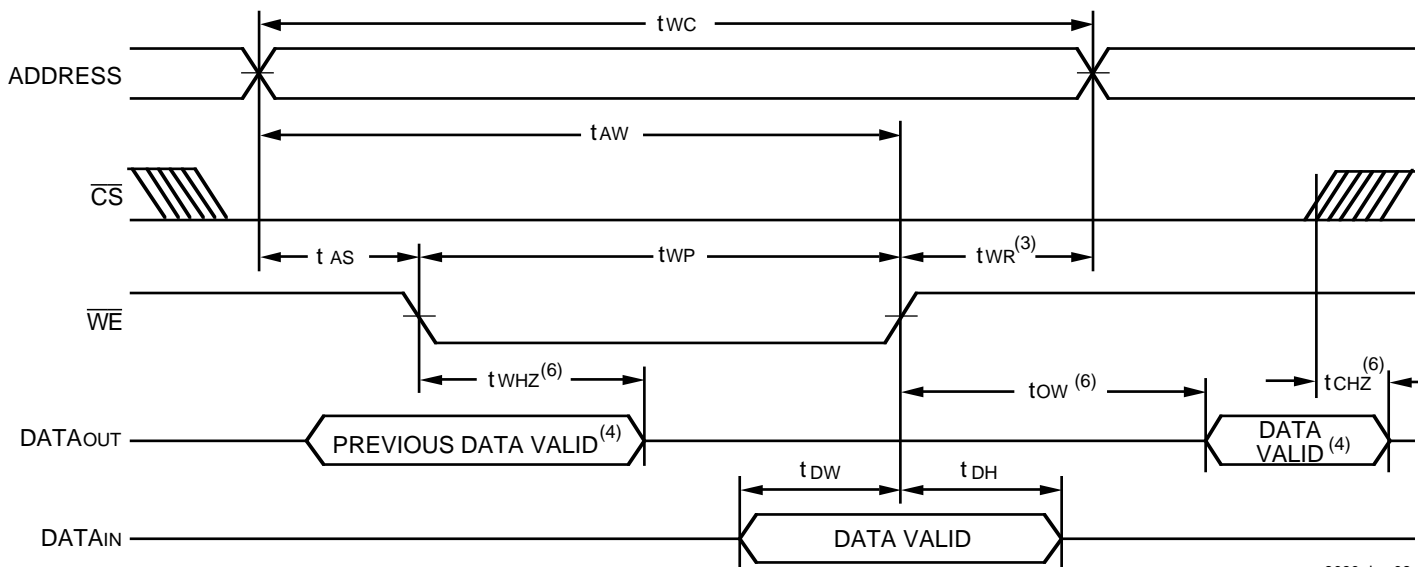 tWC
ADDRESS
tAW
CS
tAS tWP tWR(3)
WE
tWHZ(6) tOW (6) tCHZ(6)
DATAOUT PREVIOUS DATA VALID(4) DATA VALID (4)
tDW tDH
DATAIN DATA VALID